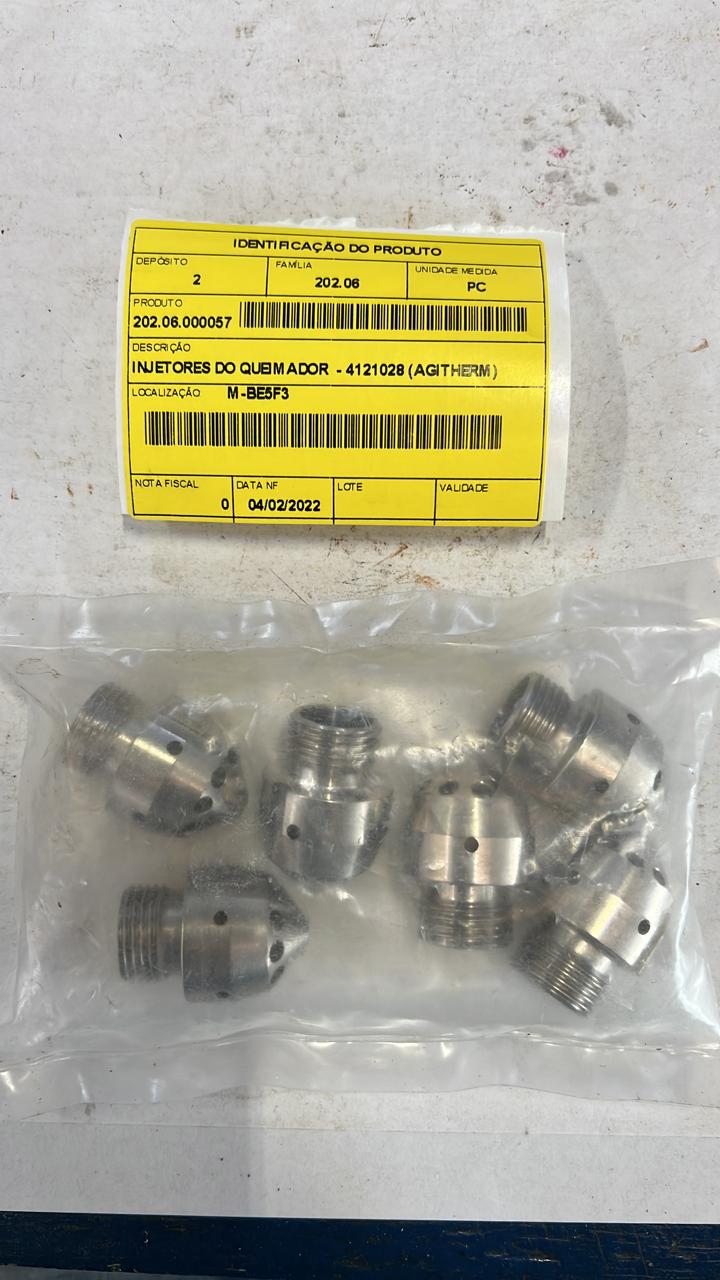 IDENTIFICAÇÃO DO PRODUTO
DEPÓSITO FAMÍLIA UNIDADE MEDIDA
2 202.06 PC
PRODUTO
202.06.000057
DESCRIÇÃO
INJETORES DO QUEIMADOR - 4121028 (AGITHERM)
LOCALIZAÇÃO M-BE5F3
NOTA FISCAL DATA NF LOTE VALIDADE
0 04/02/2022